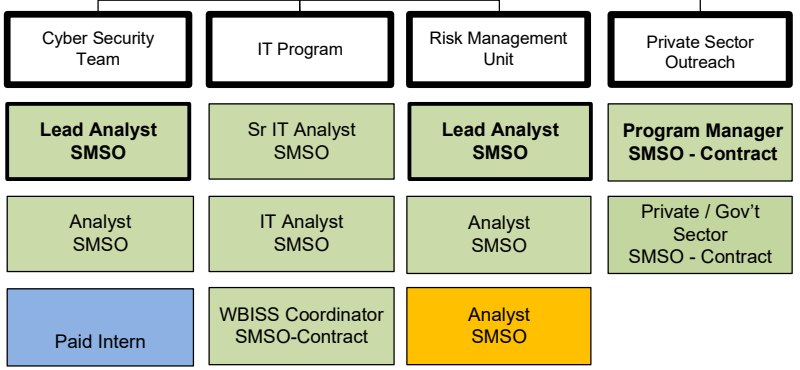 Cyber Security
Team
IT Program
Risk Management
Unit
Private Sector
Outreach
Lead Analyst
SMSO
Sr IT Analyst
SMSO
Lead Analyst
SMSO
Program Manager
SMSO - Contract
Analyst
SMSO
IT Analyst
SMSO
Analyst
SMSO
Private / Gov't
Sector
SMSO - Contract
Paid Intern
WBISS Coordinator
SMSO-Contract
Analyst
SMSO